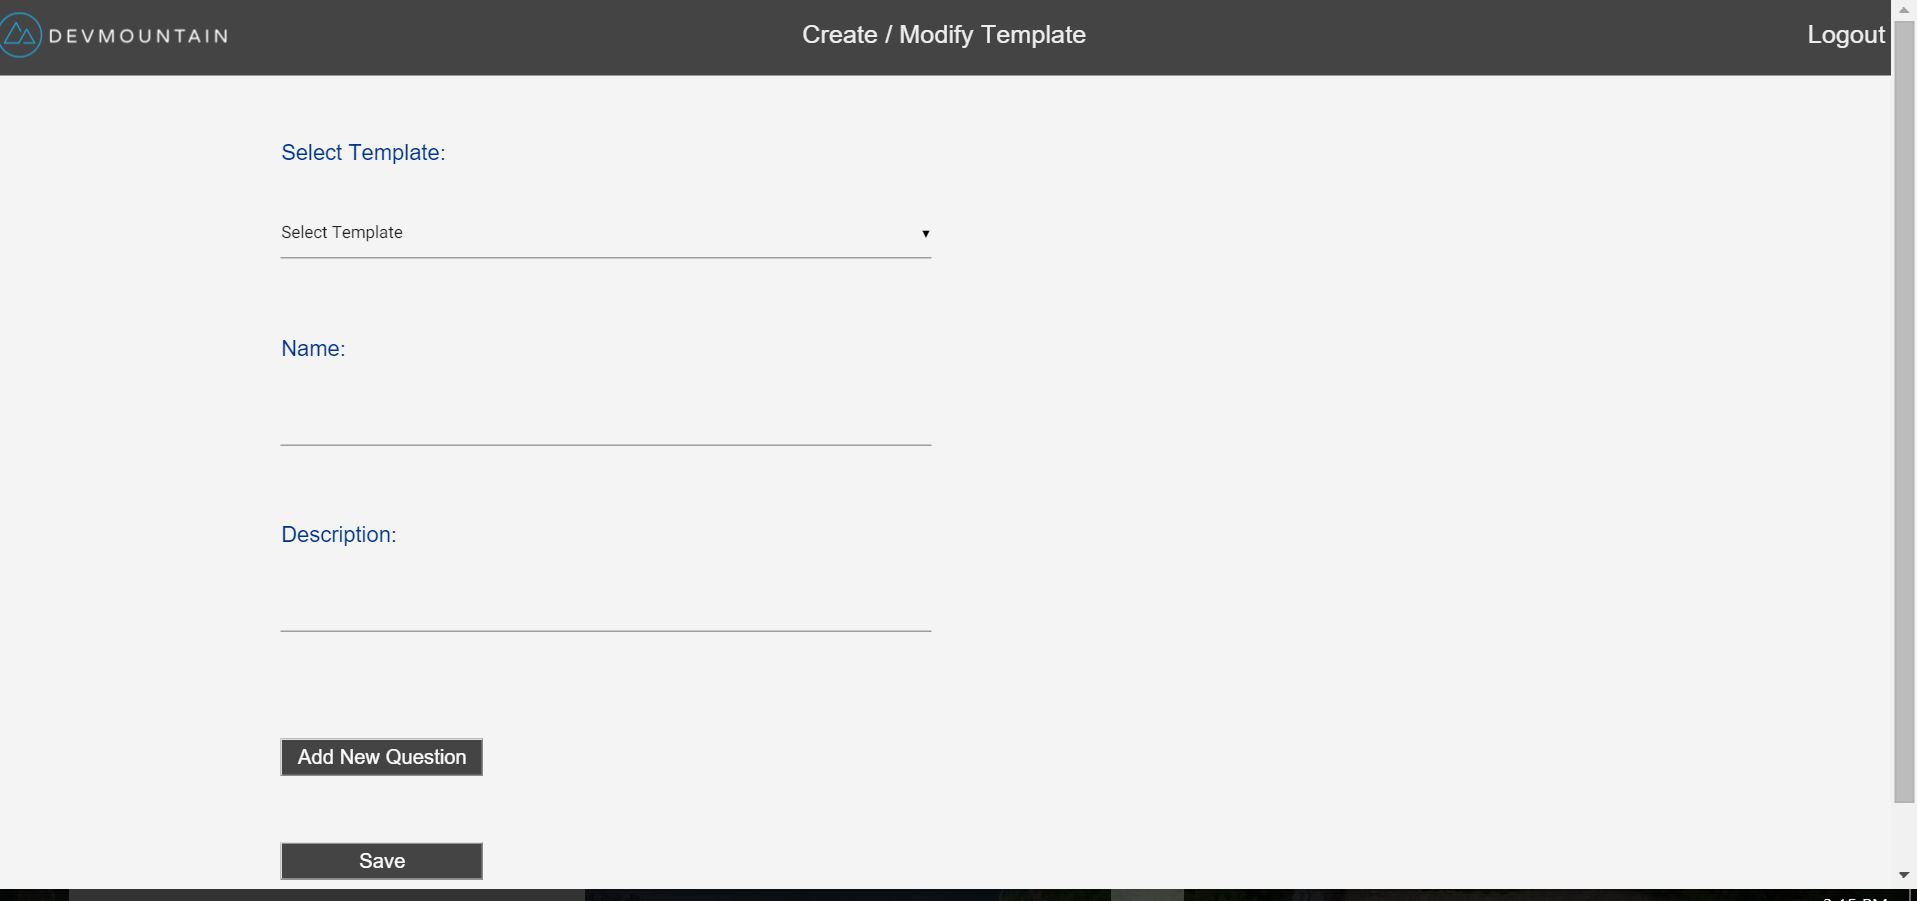 DEVMOUNTAIN
Create / Modify Template
Logout
Select Template:
Select Template
Name:
Description:
Add New Question
Save